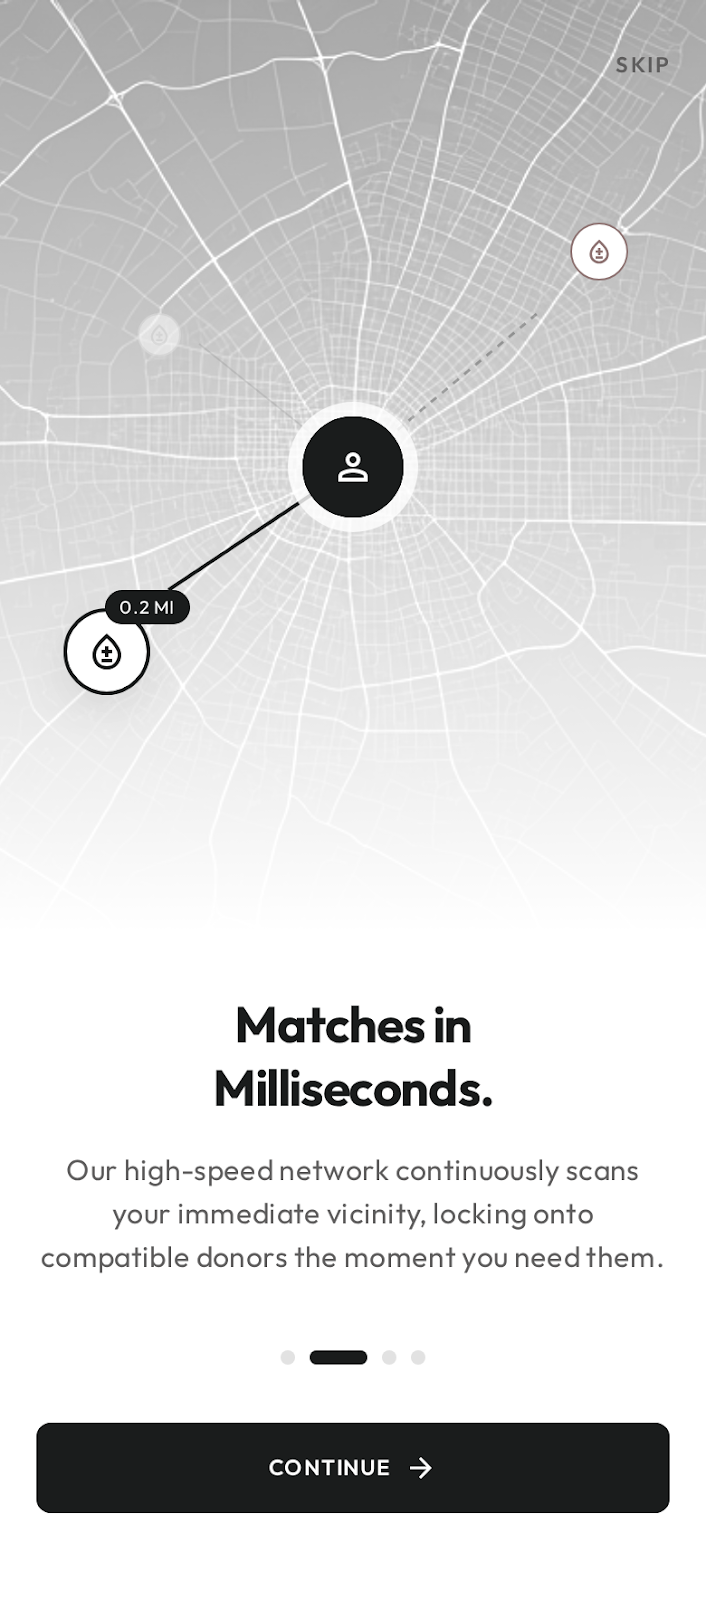 SKIP
0.2 MI
Matches in
Milliseconds.
Our high-speed network continuously scans
your immediate vicinity, locking onto
compatible donors the moment you need them.
CONTINUE